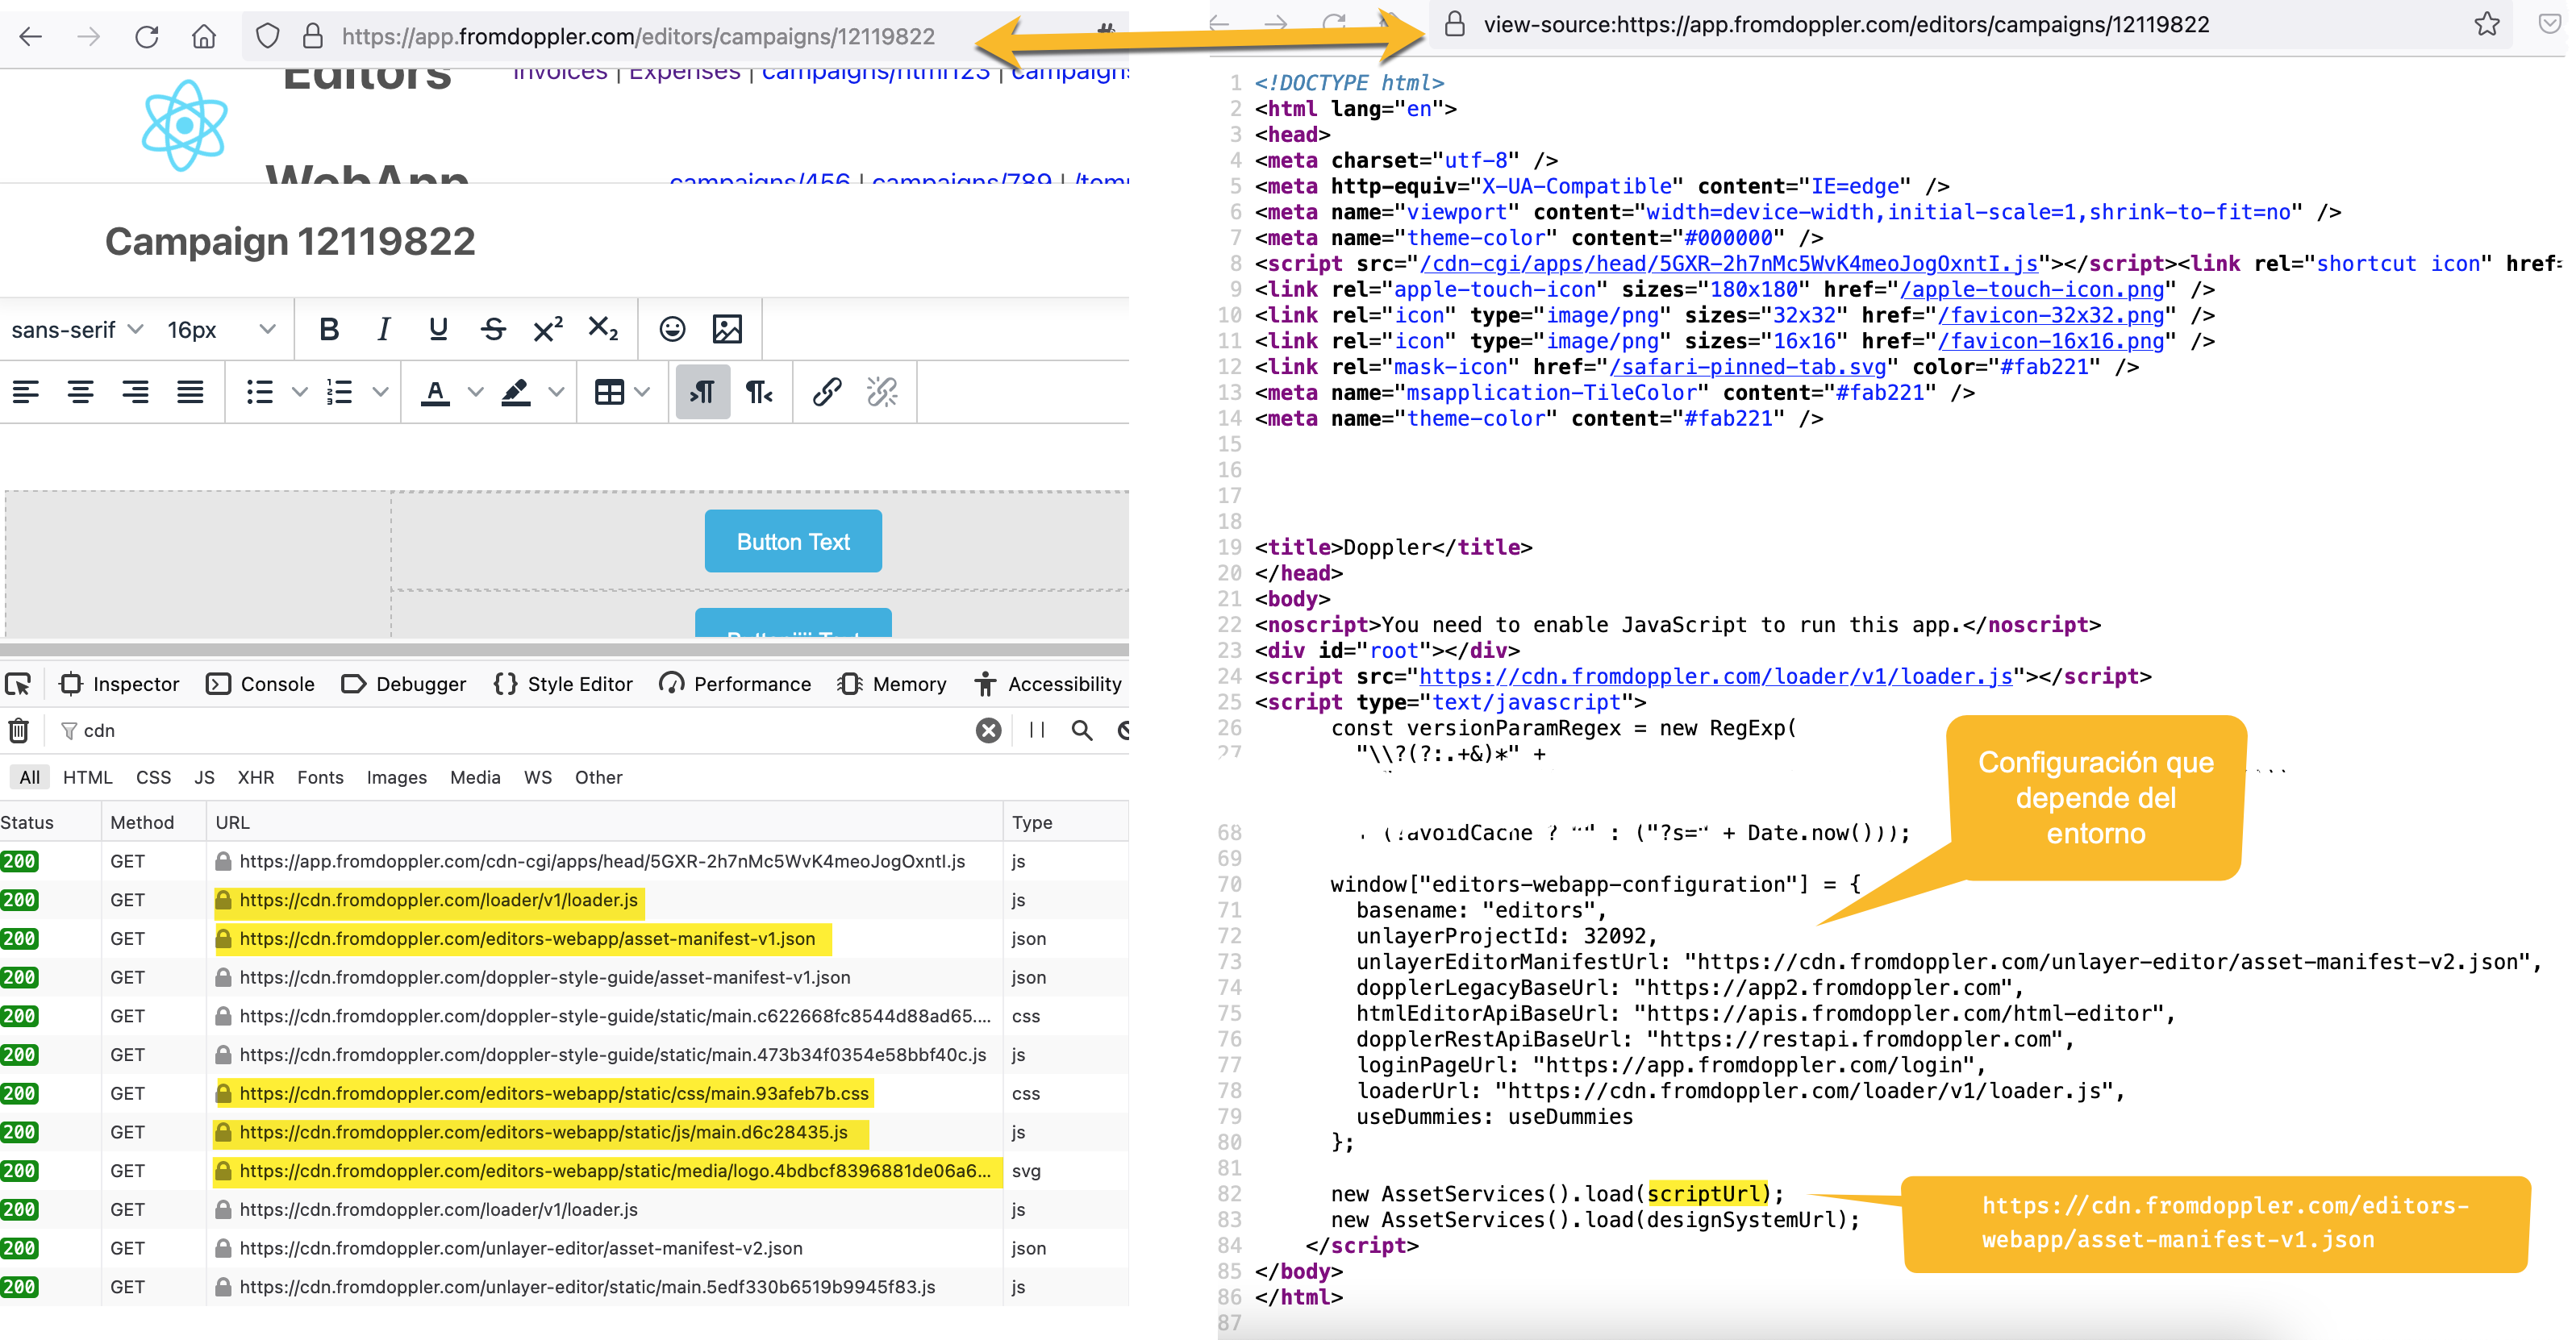 https://app.fromdoppler.com/editors/campaigns/12119822
Editors
Invoices | Expenses | campaigns/html123 | campaigns
WebApp
campaigns/456 | campaigns/789 | /temp
Campaign 12119822
sans-serif
16px
Button Text
Inspector
Console
Debugger
Style Editor
Performance
Memory
Accessibility
cdn
All HTML CSS JS XHR Fonts Images Media WS Other
Status Method URL Type
200 GET https://app.fromdoppler.com/cdn-cgi/apps/head/5GXR-2h7nMc5WvK4meoJogOxntI.js js
200 GET https://cdn.fromdoppler.com/loader/v1/loader.js js
200 GET https://cdn.fromdoppler.com/editors-webapp/asset-manifest-v1.json json
200 GET https://cdn.fromdoppler.com/doppler-style-guide/asset-manifest-v1.json json
200 GET https://cdn.fromdoppler.com/doppler-style-guide/static/main.c622668fc8544d88ad65.... css
200 GET https://cdn.fromdoppler.com/doppler-style-guide/static/main.473b34f0354e58bbf40c.js js
200 GET https://cdn.fromdoppler.com/editors-webapp/static/css/main.93afeb7b.css css
200 GET https://cdn.fromdoppler.com/editors-webapp/static/js/main.d6c28435.js js
200 GET https://cdn.fromdoppler.com/editors-webapp/static/media/logo.4bdbcf8396881de06a6... svg
200 GET https://cdn.fromdoppler.com/loader/v1/loader.js js
200 GET https://cdn.fromdoppler.com/unlayer-editor/asset-manifest-v2.json json
200 GET https://cdn.fromdoppler.com/unlayer-editor/static/main.5edf330b6519b9945f83.js js
view-source:https://app.fromdoppler.com/editors/campaigns/12119822
1 <!DOCTYPE html>
2 <html lang="en">
3 <head>
4 <meta charset="utf-8" />
5 <meta http-equiv="X-UA-Compatible" content="IE=edge" />
6 <meta name="viewport" content="width=device-width,initial-scale=1,shrink-to-fit=no" />
7 <meta name="theme-color" content="#000000" />
8 <script src="/cdn-cgi/apps/head/5GXR-2h7nMc5WvK4meoJogOxntI.js"></script><link rel="shortcut icon" href=
9 <link rel="apple-touch-icon" sizes="180x180" href="/apple-touch-icon.png" />
10 <link rel="icon" type="image/png" sizes="32x32" href="/favicon-32x32.png" />
11 <link rel="icon" type="image/png" sizes="16x16" href="/favicon-16x16.png" />
12 <link rel="mask-icon" href="/safari-pinned-tab.svg" color="#fab221" />
13 <meta name="msapplication-TileColor" content="#fab221" />
14 <meta name="theme-color" content="#fab221" />
15
16
17
18
19 <title>Doppler</title>
20 </head>
21 <body>
22 <noscript>You need to enable JavaScript to run this app.</noscript>
23 <div id="root"></div>
24 <script src="https://cdn.fromdoppler.com/loader/v1/loader.js"></script>
25 <script type="text/javascript">
26 const versionParamRegex = new RegExp(
27 "\\?(?:.+&)*" +
68 (!avoidCache ? "" : ("?s=" + Date.now()));
69
70 window["editors-webapp-configuration"] = {
71 basename: "editors",
72 unlayerProjectId: 32092,
73 unlayerEditorManifestUrl: "https://cdn.fromdoppler.com/unlayer-editor/asset-manifest-v2.json",
74 dopplerLegacyBaseUrl: "https://app2.fromdoppler.com",
75 htmlEditorApiBaseUrl: "https://apis.fromdoppler.com/html-editor",
76 dopplerRestApiBaseUrl: "https://restapi.fromdoppler.com",
77 loginPageUrl: "https://app.fromdoppler.com/login",
78 loaderUrl: "https://cdn.fromdoppler.com/loader/v1/loader.js",
79 useDummies: useDummies
80 };
81
82 new AssetServices().load(scriptUrl);
83 new AssetServices().load(designSystemUrl);
84 </script>
85 </body>
86 </html>
87
Configuración que
depende del
entorno
https://cdn.fromdoppler.com/editors-
webapp/asset-manifest-v1.json